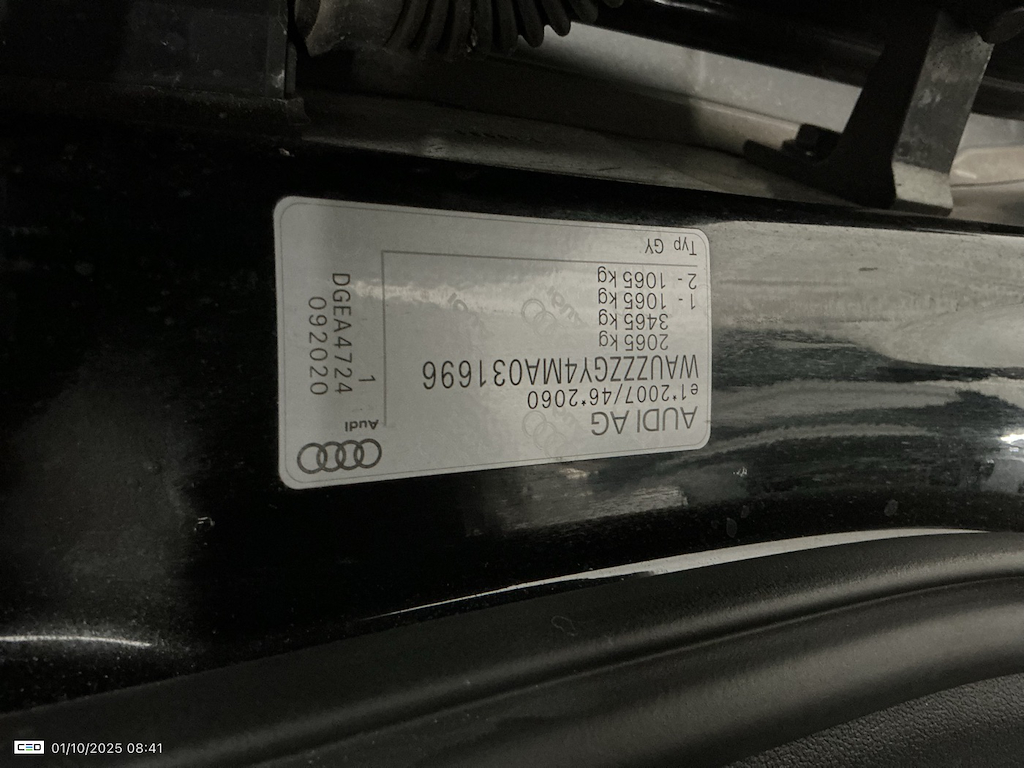 AUDI AG
e1*2007/46*2060
WAUZZZGY4MA031696
2065 kg
3465 kg
1 - 1065 kg
2 - 1065 kg
Typ GY
Audi
1
DGEA4724
092020
CEO 01/10/2025 08:41